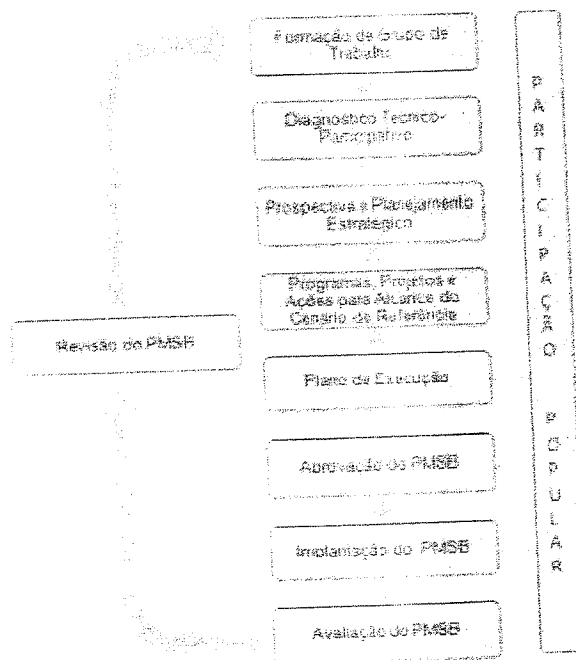 Formação de Grupo de
Trabalho
Diagnóstico Técnico-
Participativo
Prospectiva e Planejamento
Estratégico
Programas, Projetos e
Ações para Alcance do
Cenário de Referência
Revisão do PMSB
Plano de Execução
Aprovação do PMSB
Implantação do PMSB
Avaliação do PMSB
PARTICIPAÇÃO POPULAR